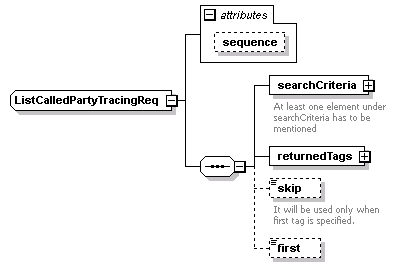 attributes
sequence
ListCalledPartyTracingReq
searchCriteria
At least one element under
searchCriteria has to be
mentioned
returnedTags
skip
It will be used only when
first tag is specified.
first